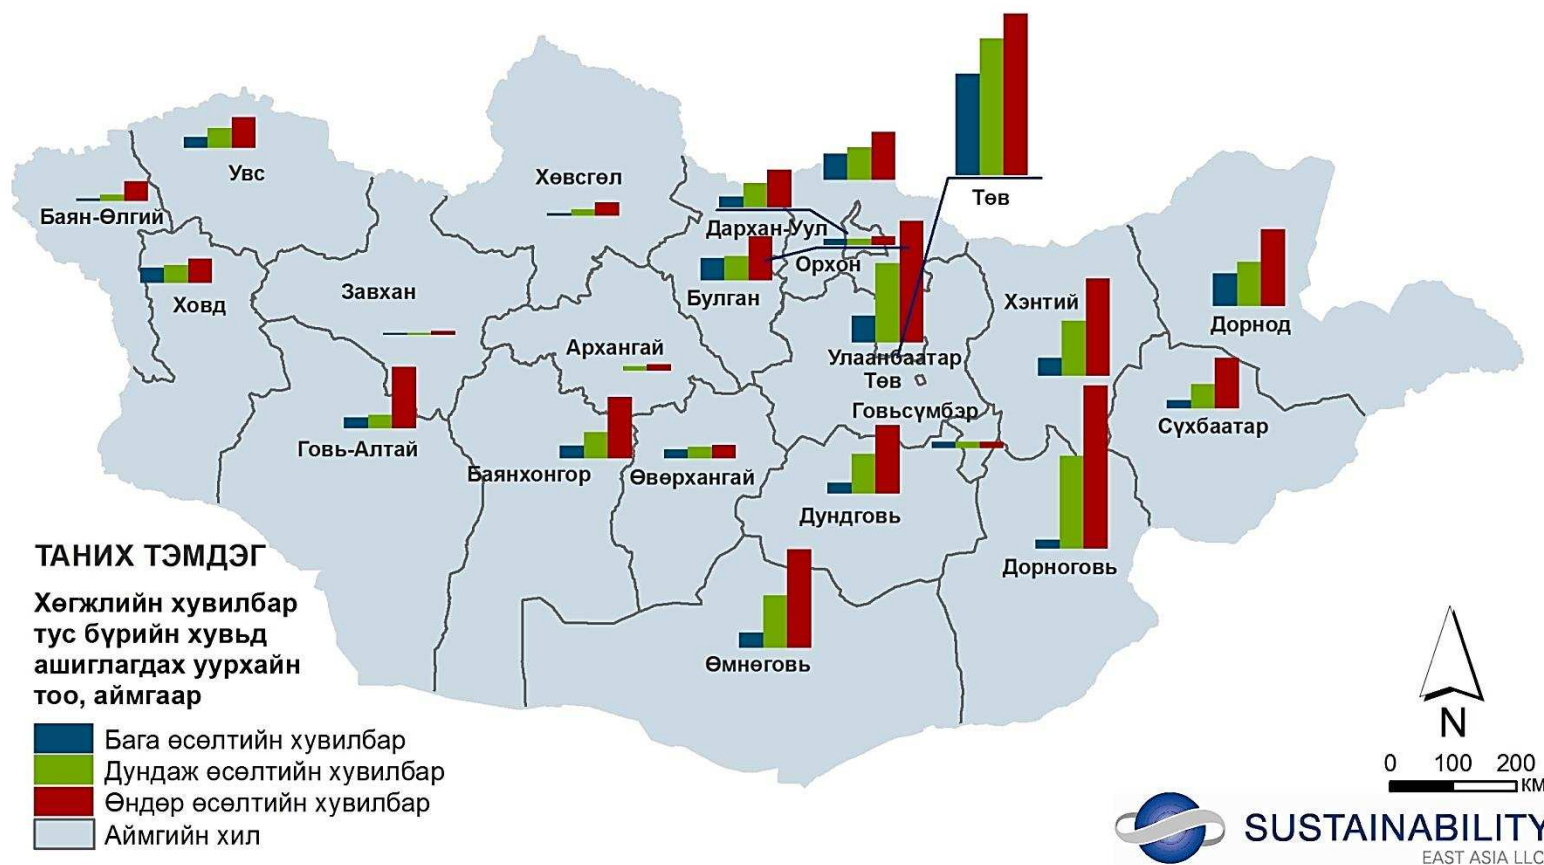 Төв
Увс
Хөвсгөл
Баян-Өлгий
Дархан-Уул
Орхон
Ховд
Завхан
Булган
Хэнтий
Дорнод
Архангай
Улаанбаатар
Төв
Говьсүмбэр
Сүхбаатар
Говь-Алтай
Баянхонгор
Өвөрхангай
Дундговь
Дорноговь
Өмнөговь
ТАНИХ ТЭМДЭГ
Хөгжлийн хувилбар
тус бүрийн хувьд
ашиглагдах уурхайн
тоо, аймгаар
Бага өсөлтийн хувилбар
Дундаж өсөлтийн хувилбар
Өндөр өсөлтийн хувилбар
Аймгийн хил
N
0 100 200
КМ
SUSTAINABILITY
EAST ASIA LLC